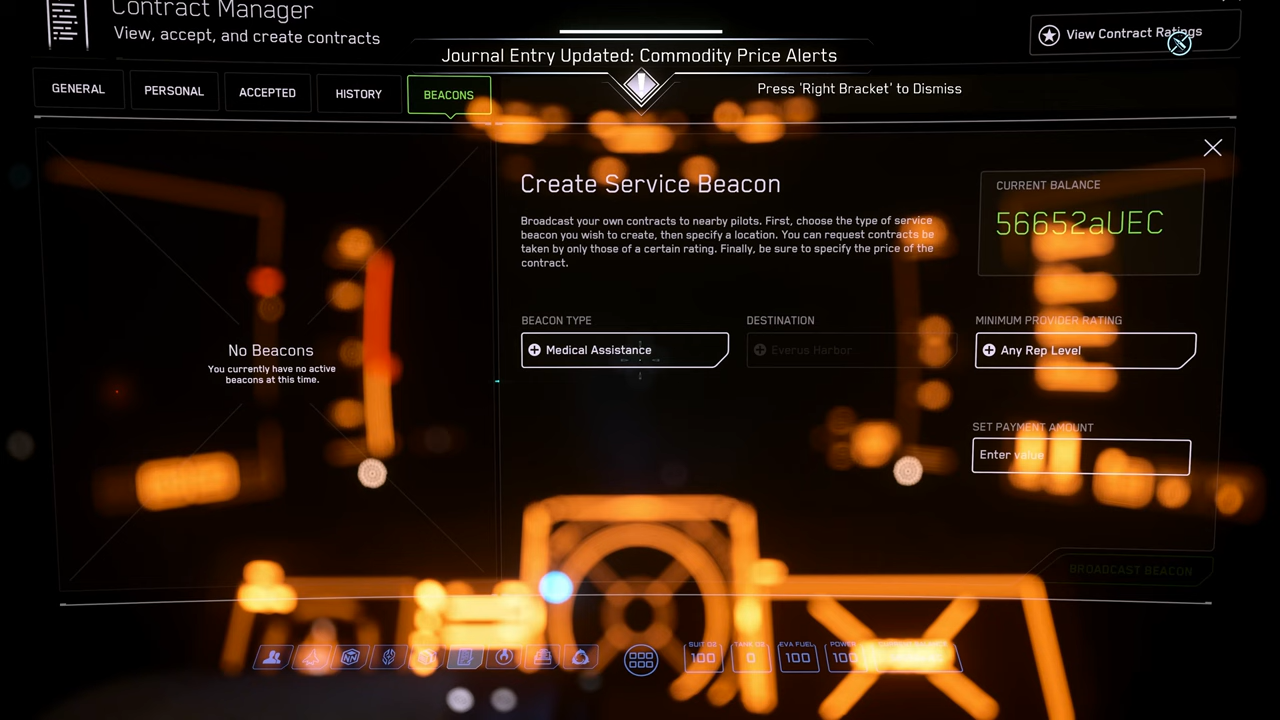 Contract Manager
View, accept, and create contracts
View Contract Ratings
Journal Entry Updated: Commodity Price Alerts
Press 'Right Bracket' to Dismiss
GENERAL
PERSONAL
ACCEPTED
HISTORY
BEACONS
No Beacons
You currently have no active
beacons at this time.
Create Service Beacon
Broadcast your own contracts to nearby pilots. First, choose the type of service
beacon you wish to create, then specify a location. You can request contracts be
taken by only those of a certain rating. Finally, be sure to specify the price of the
contract.
CURRENT BALANCE
56652aUEC
BEACON TYPE
Medical Assistance
DESTINATION
Everus Harbor
MINIMUM PROVIDER RATING
Any Rep Level
SET PAYMENT AMOUNT
Enter value
BROADCAST BEACON
SUIT O2
100
TANK O2
0
EVA FUEL
100
POWER
100